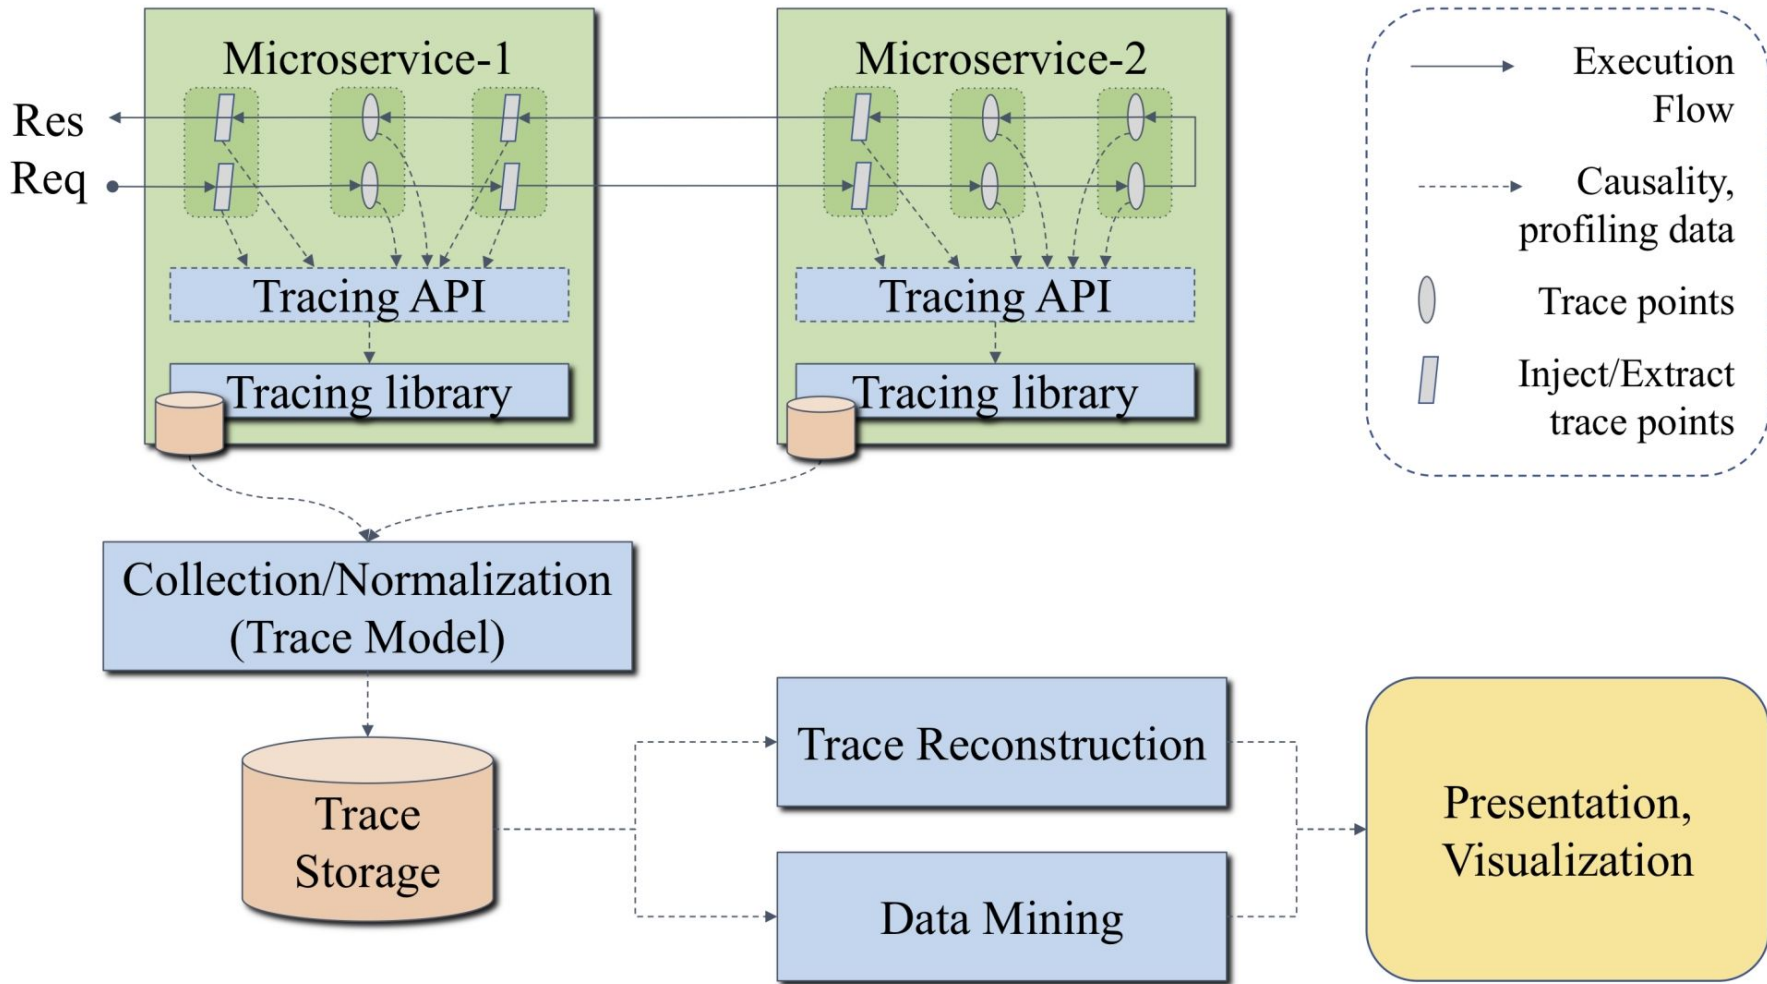 Microservice-1
Microservice-2
Res
Req
Tracing API
Tracing API
Tracing library
Tracing library
Execution
Flow
Causality,
profiling data
Trace points
Inject/Extract
trace points
Collection/Normalization
(Trace Model)
Trace
Storage
Trace Reconstruction
Data Mining
Presentation,
Visualization